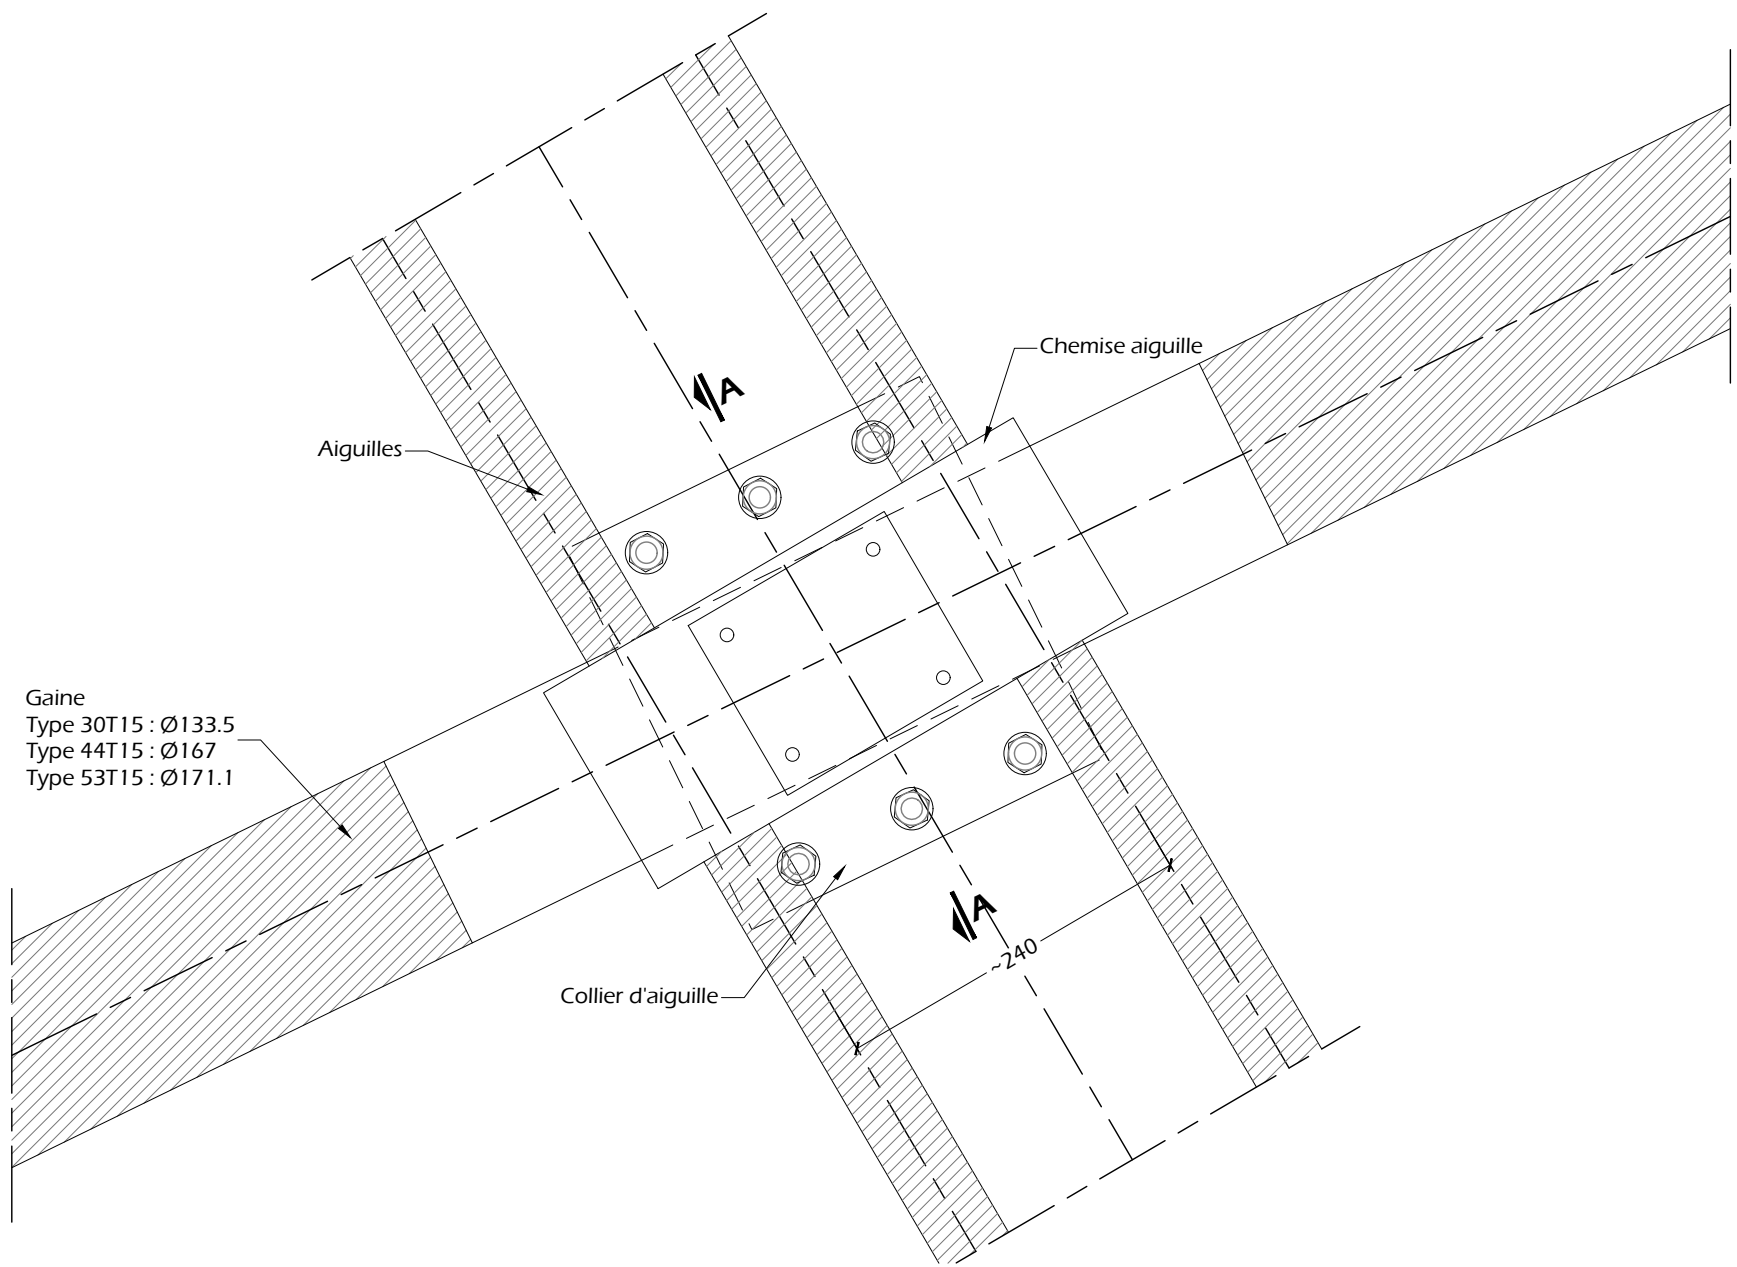 A
Chemise aiguille
Aiguilles
Gaine
Type 30T15 : Ø133.5
Type 44T15 : Ø167
Type 53T15 : Ø171.1
A
~240
Collier d'aiguille